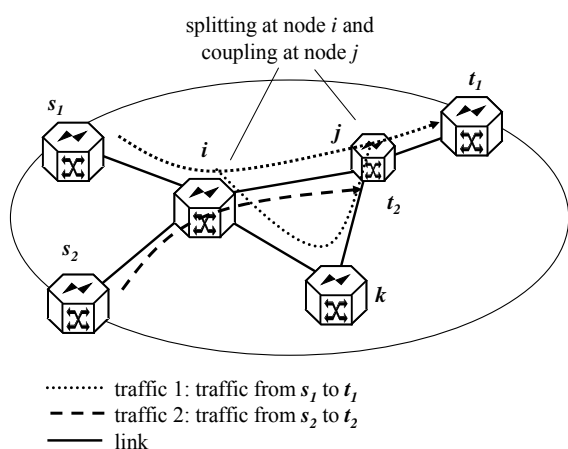 splitting at node i and
coupling at node j
s1
t1
i
j
t2
s2
k
traffic 1: traffic from s1 to t1
traffic 2: traffic from s2 to t2
link